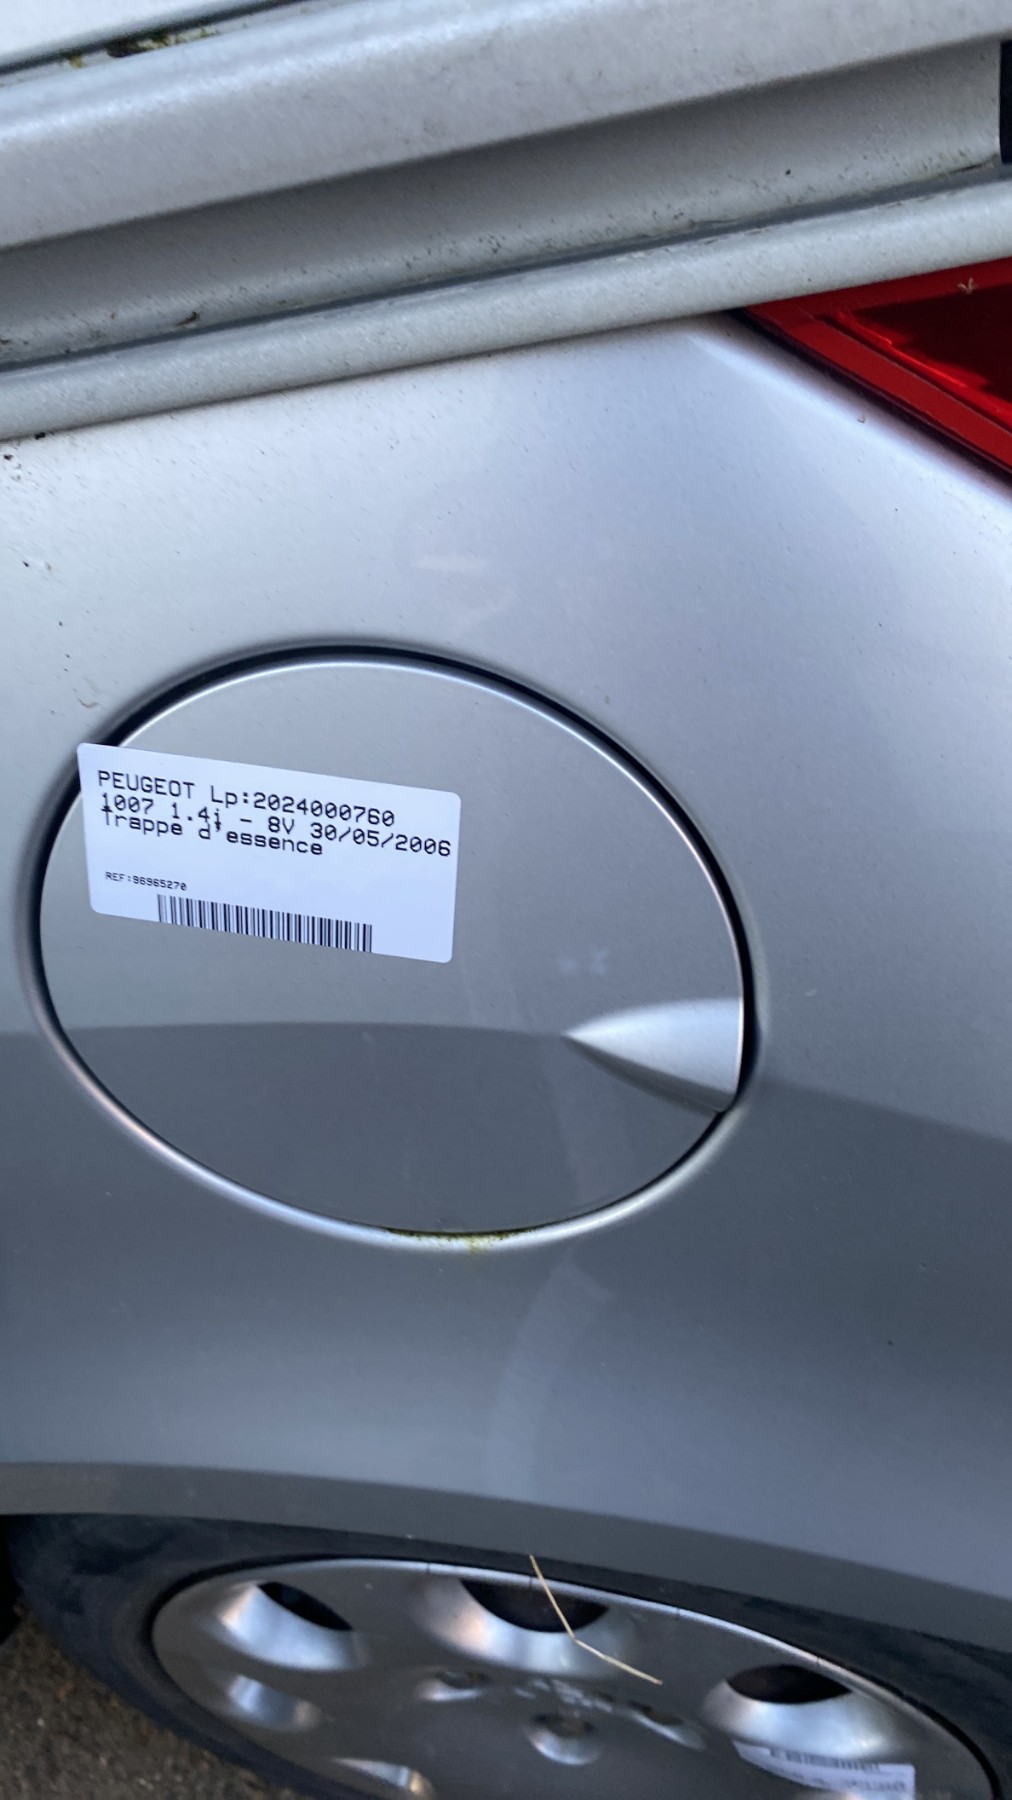 PEUGEOT Lp:2024000760
1007 1.4i - 8V 30/05/2006
Trappe d'essence
REF:96965270